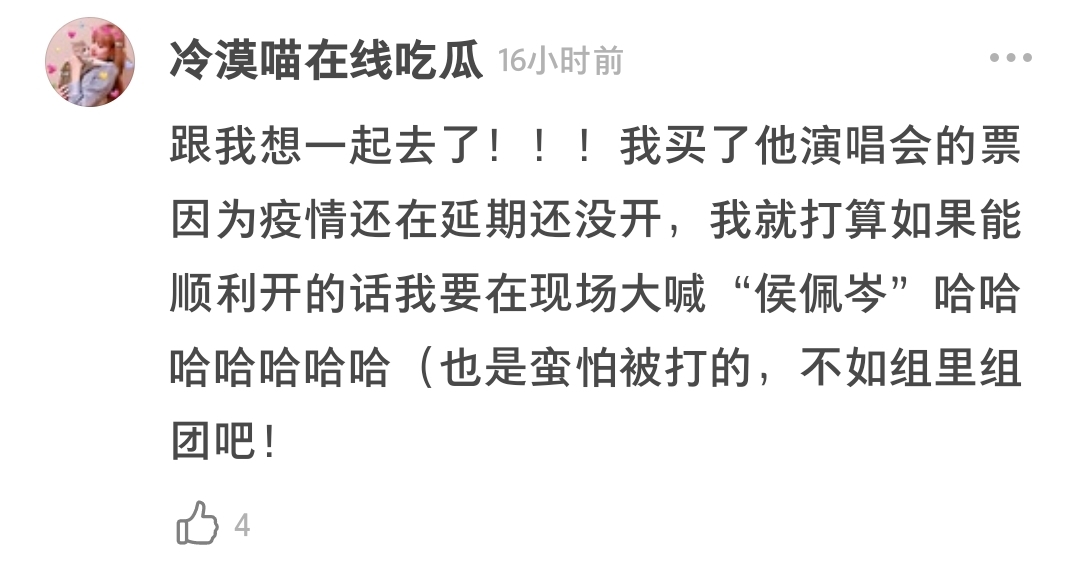 冷漠喵在线吃瓜 16小时前
跟我想一起去了！！！我买了他演唱会的票
因为疫情还在延期还没开，我就打算如果能
顺利开的话我要在现场大喊“侯佩岑”哈哈
哈哈哈哈哈（也是蛮怕被打的，不如组里组
团吧！
4